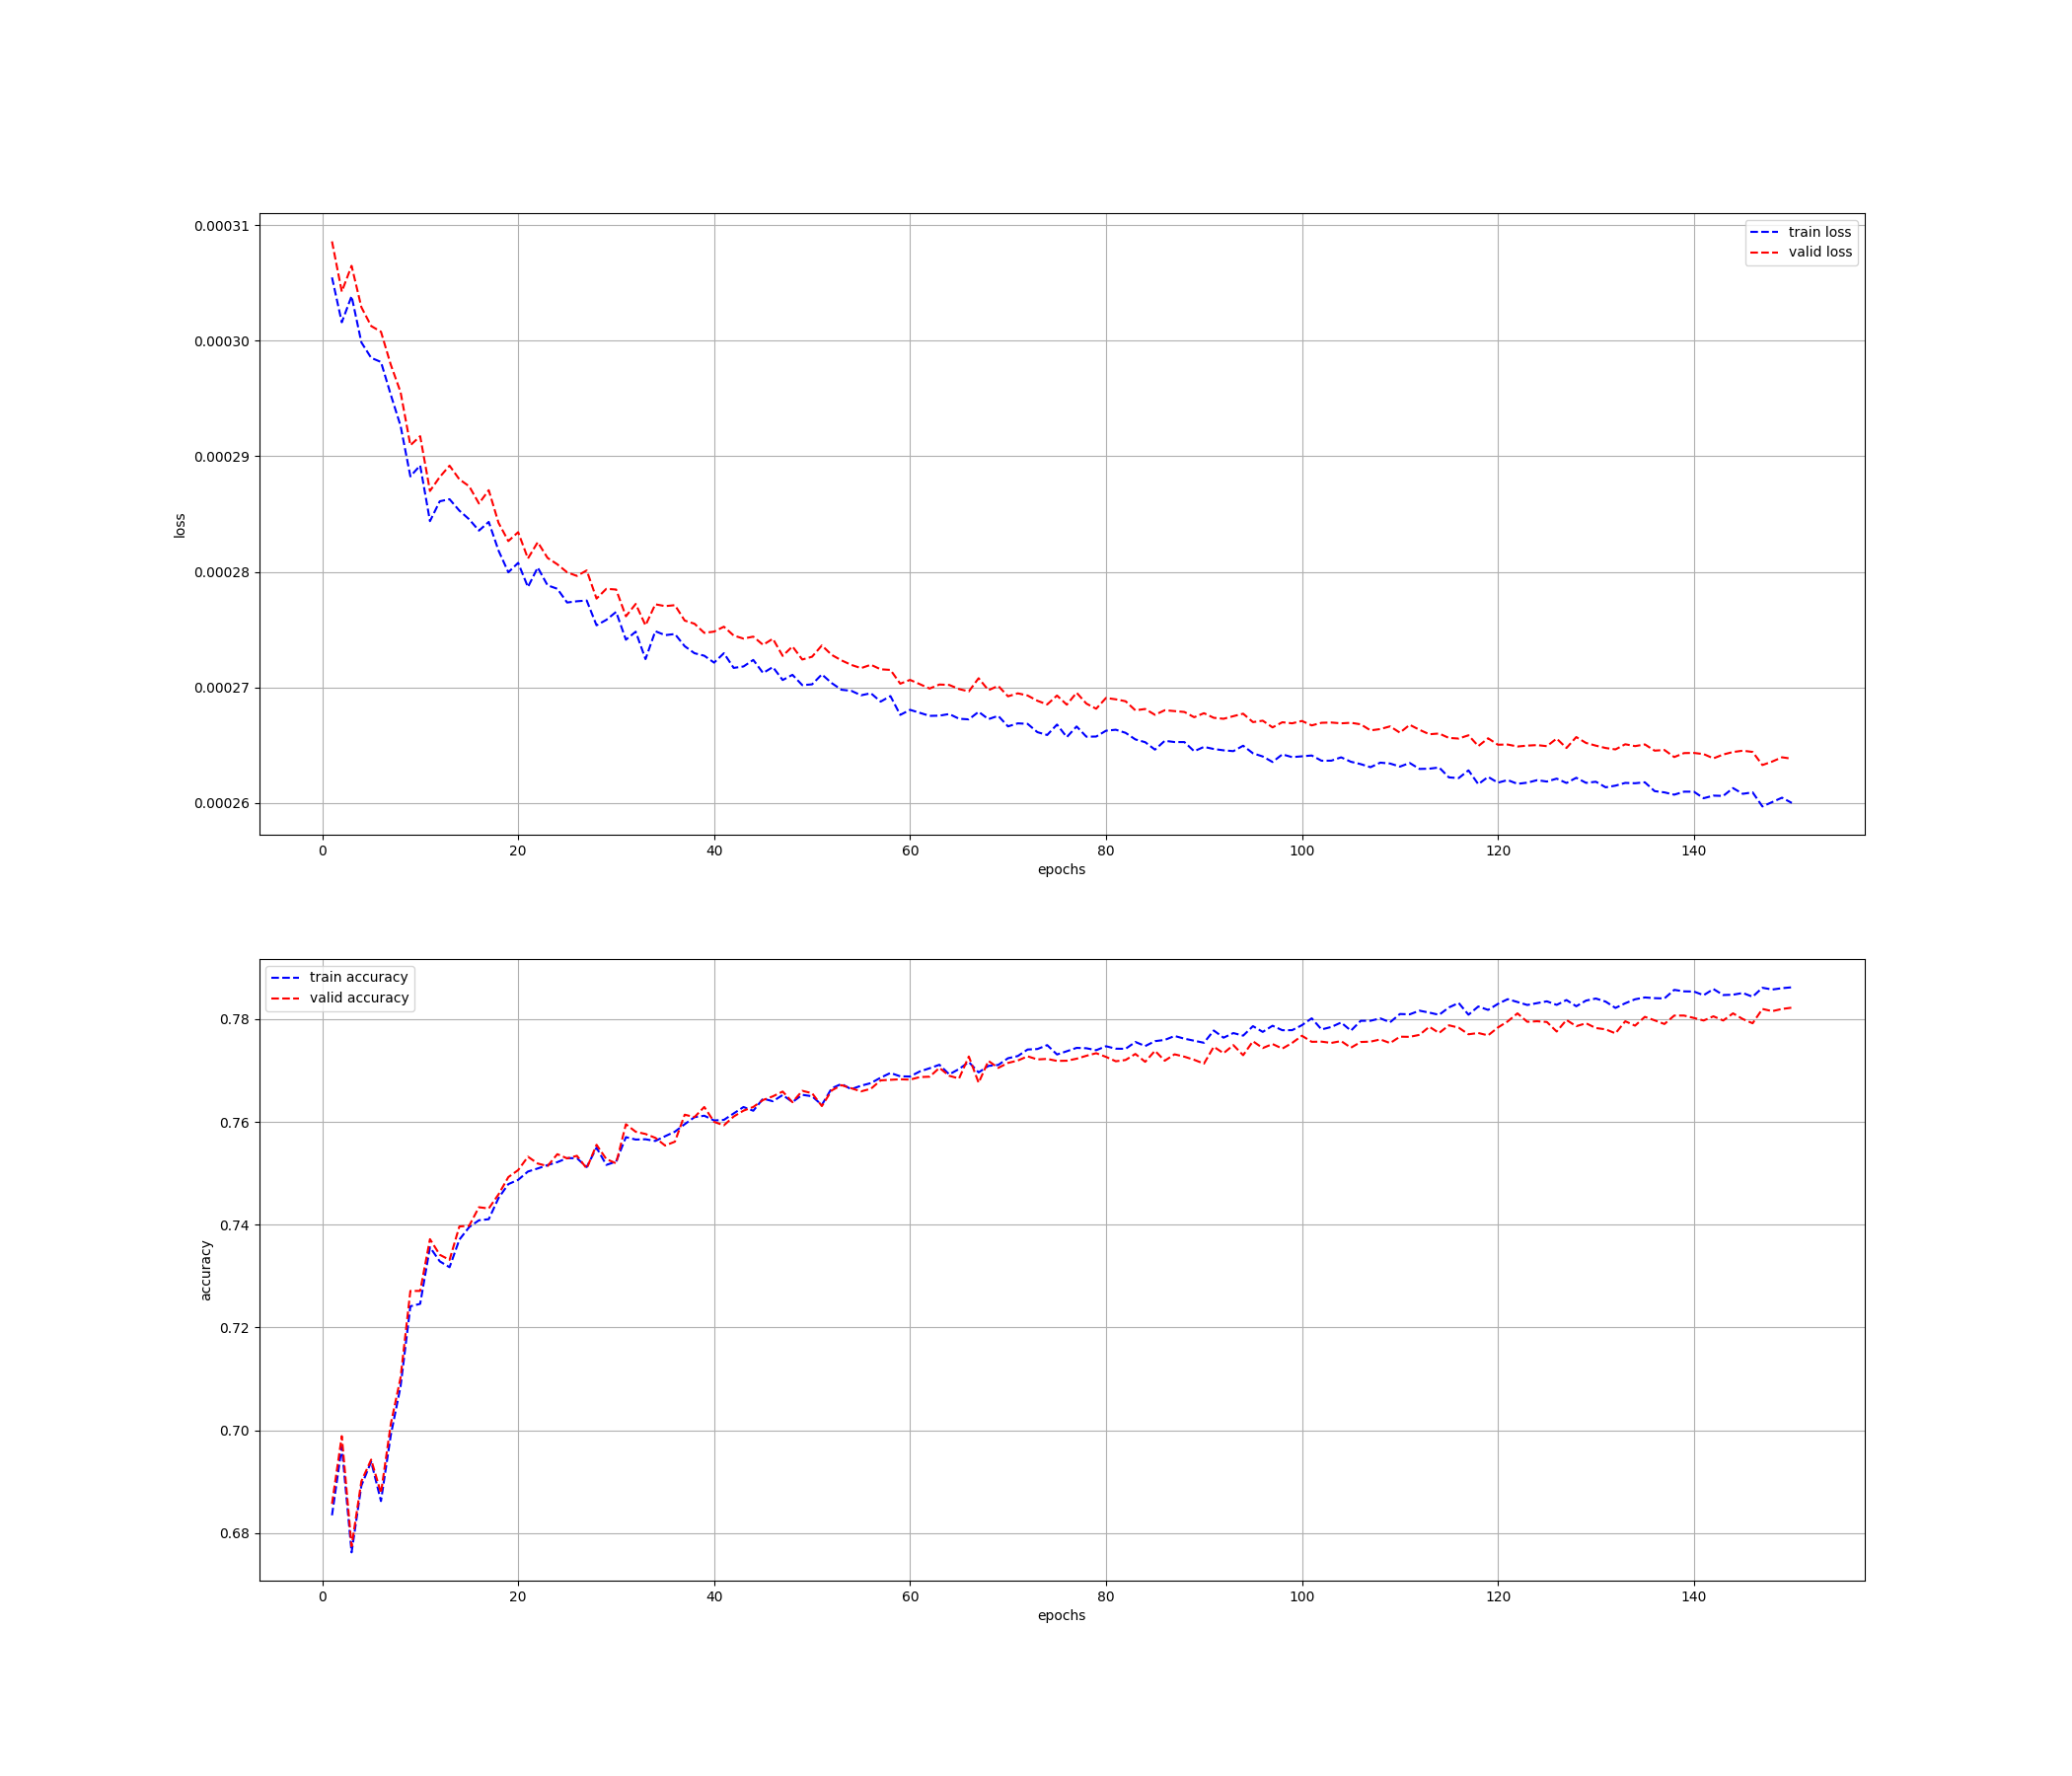 0.00031
0.00030
0.00029
0.00028
0.00027
0.00026
loss
train loss
valid loss
0 20 40 60 80 100 120 140
epochs
0.78
0.76
0.74
0.72
0.70
0.68
accuracy
train accuracy
valid accuracy
0 20 40 60 80 100 120 140
epochs